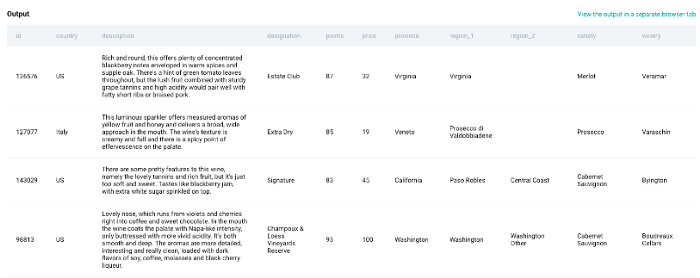 Output
View the output in a separate browser tab
id country description designation points price province region_1 region_2 variety winery
Rich and round, this offers plenty of concentrated
blackberry notes enveloped in warm spices and
supple oak. There's a hint of green tomato leaves
126576 US throughout, but the lush fruit combined with sturdy Estate Club 87 32 Virginia Virginia Merlot Veramar
grape tannins and high acidity would pair well with
fatty short ribs or braised pork.
This luminous sparkler offers measured aromas of
yellow fruit and honey and delivers a broad, wide
127077 Italy approach in the mouth. The wine's texture is Extra Dry 85 19 Veneto Prosecco di Valdobbiadene Prosecco Varaschin
creamy and full and there is a spicy point of
effervescence on the palate.
There are some pretty features to this wine,
namely the lovely tannins and rich fruit, but it's just
143029 US too soft and sweet. Tastes like blackberry jam, Signature 83 45 California Paso Robles Central Coast Cabernet Sauvignon Byington
with extra white sugar sprinkled on top.
Lovely nose, which runs from violets and cherries
right into coffee and sweet chocolate. In the mouth
the wine coats the palate with Napa-like intensity,
98813 US only buttressed with more vivid acidity. It's both Champoux & Loess Vineyards Reserve 93 100 Washington Washington Washington Other Cabernet Sauvignon Boudreaux Cellars
smooth and deep. The aromas are more detailed,
interesting and really clean, loaded with dark
flavors of soy, coffee, molasses and black cherry
liqueur.